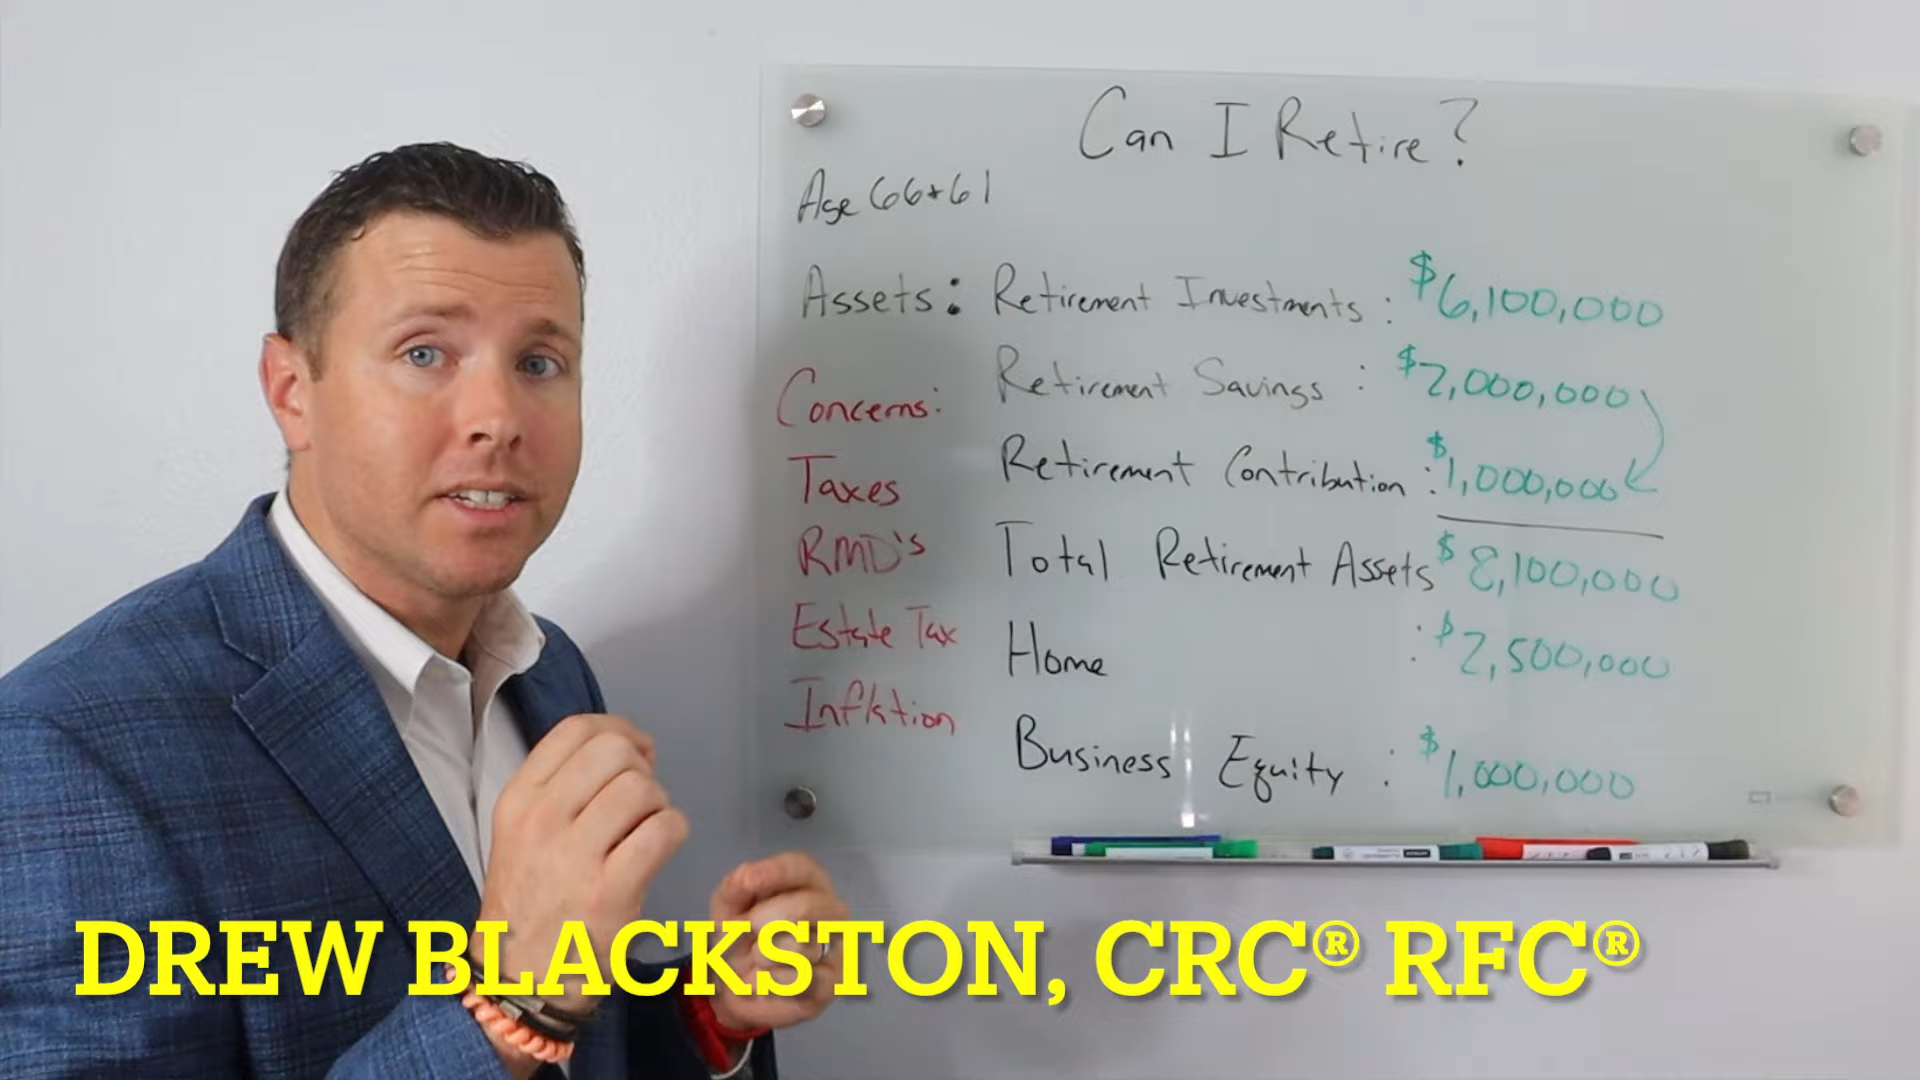 Can I Retire?
Age 66+61
Assets: Retirement Investments: $6,100,000
Retirement Savings: $2,000,000
Concerns:
Retirement Contribution: $1,000,000
Taxes
Total Retirement Assets $8,100,000
RMD's
Home : $2,500,000
Estate Tax
Inflation
Business Equity: $1,000,000
DREW BLACKSTON, CRC® RFC®